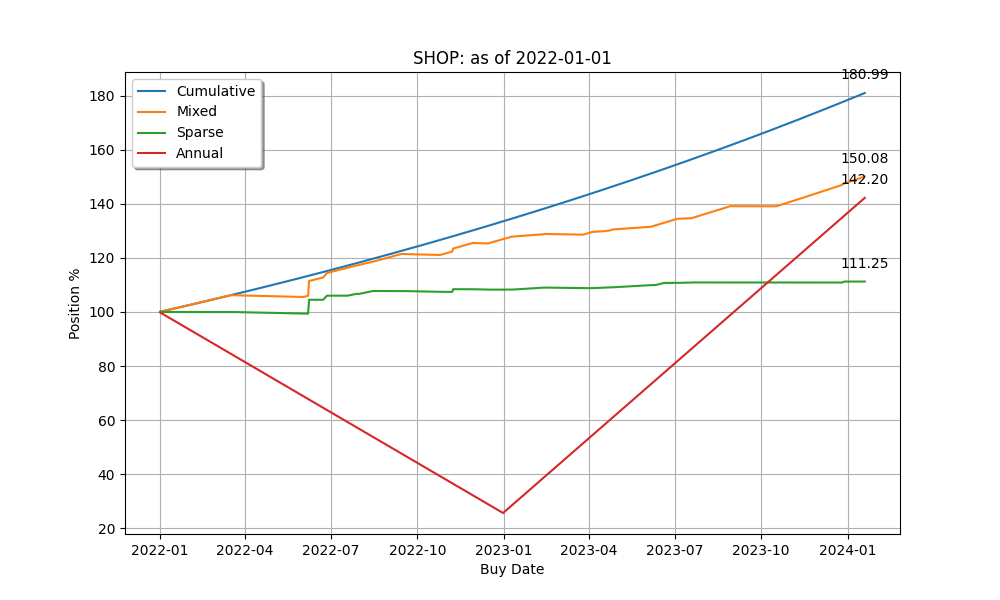 SHOP: as of 2022-01-01
Cumulative
Mixed
Sparse
Annual
180.99
150.08
142.20
111.25
Position %
180
160
140
120
100
80
60
40
20
2022-01 2022-04 2022-07 2022-10 2023-01 2023-04 2023-07 2023-10 2024-01
Buy Date